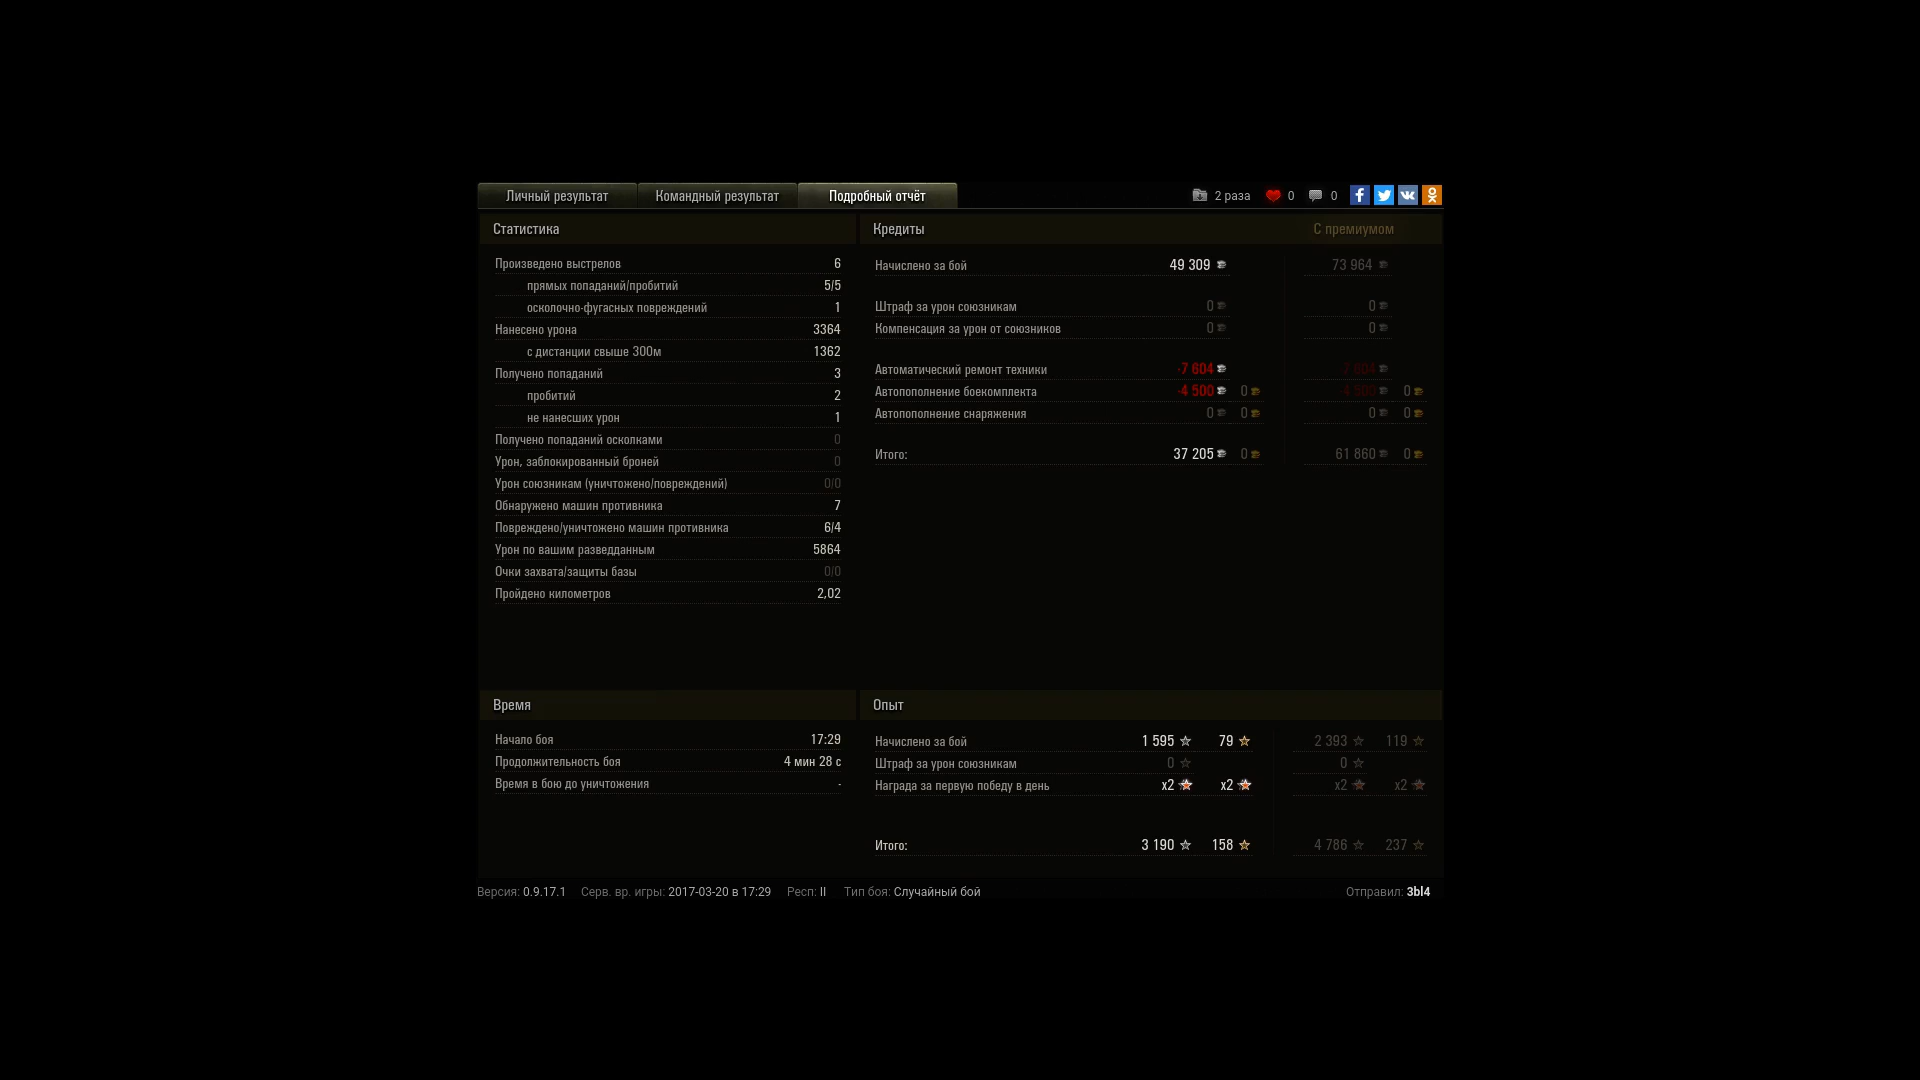 Личный результат Командный результат Подробный отчёт 2 раза 0 0
Статистика
Произведено выстрелов 6
прямых попаданий/пробитий 5/5
осколочно-фугасных повреждений 1
Нанесено урона 3364
с дистанции свыше 300м 1362
Получено попаданий 3
пробитий 2
не нанесших урон 1
Получено попаданий осколками 0
Урон, заблокированный броней 0
Урон союзникам (уничтожено/повреждений) 0/0
Обнаружено машин противника 7
Повреждено/уничтожено машин противника 6/4
Урон по вашим разведданным 5864
Очки захвата/защиты базы 0/0
Пройдено километров 2,02
Кредиты С премиумом
Начислено за бой 49 309 73 964
Штраф за урон союзникам 0 0
Компенсация за урон от союзников 0 0
Автоматический ремонт техники -7 604 -7 604
Автопополнение боекомплекта -4 500 0 -4 500 0
Автопополнение снаряжения 0 0 0 0
Итого: 37 205 0 61 860 0
Время
Начало боя 17:29
Продолжительность боя 4 мин 28 с
Время в бою до уничтожения -
Опыт
Начислено за бой 1 595 79 2 393 119
Штраф за урон союзникам 0 0
Награда за первую победу в день x2 x2 x2 x2
Итого: 3 190 158 4 786 237
Версия: 0.9.17.1 Серв. вр. игры: 2017-03-20 в 17:29 Респ: II Тип боя: Случайный бой Отправил: 3bl4